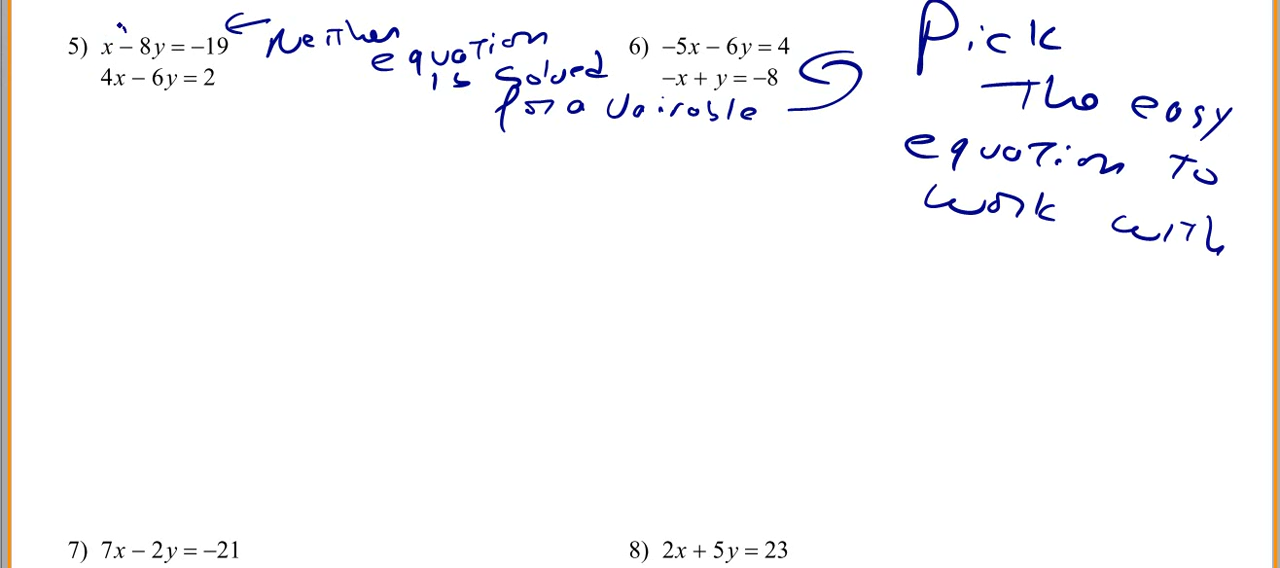 5) x − 8y = −19
4x − 6y = 2
Neither
equation
is solved
for a vairable
6) −5x − 6y = 4
−x + y = −8
Pick
The easy
equation to
work with
7) 7x − 2y = −21
8) 2x + 5y = 23